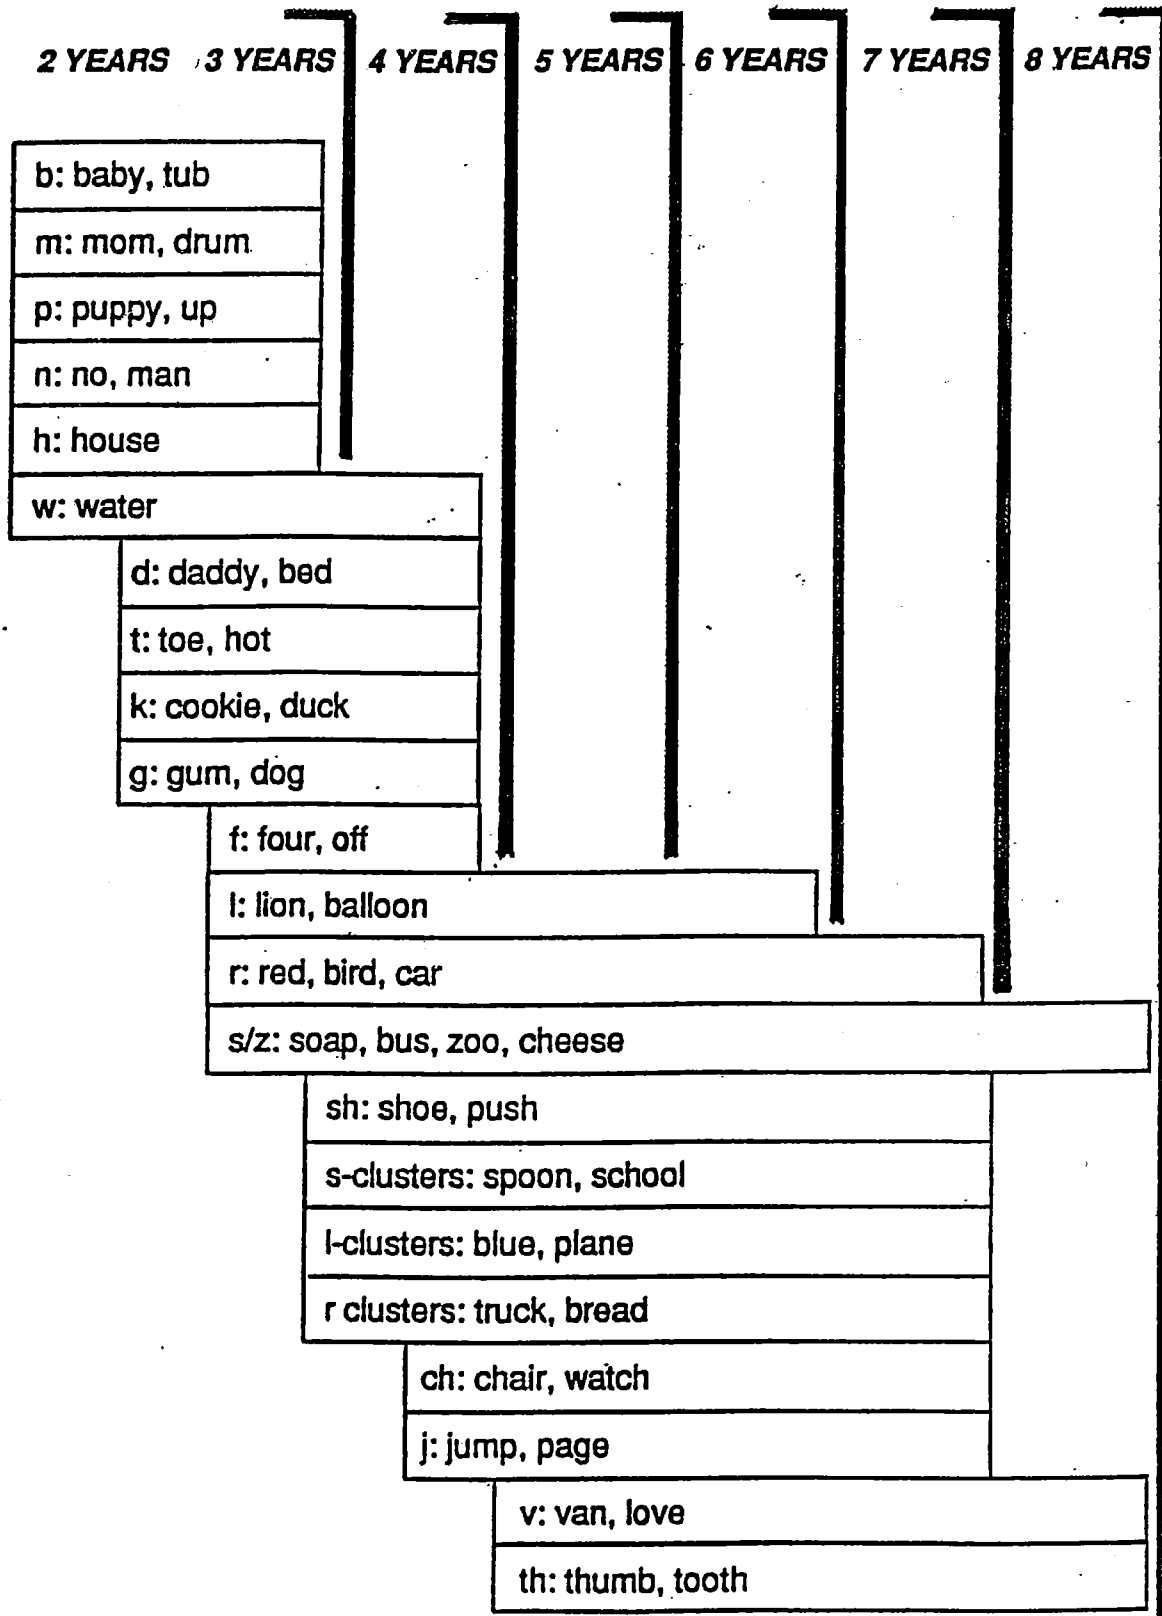 2 YEARS 3 YEARS 4 YEARS 5 YEARS 6 YEARS 7 YEARS 8 YEARS
b: baby, tub
m: mom, drum
p: puppy, up
n: no, man
h: house
w: water
d: daddy, bed
t: toe, hot
k: cookie, duck
g: gum, dog
f: four, off
l: lion, balloon
r: red, bird, car
s/z: soap, bus, zoo, cheese
sh: shoe, push
s-clusters: spoon, school
l-clusters: blue, plane
r clusters: truck, bread
ch: chair, watch
j: jump, page
v: van, love
th: thumb, tooth